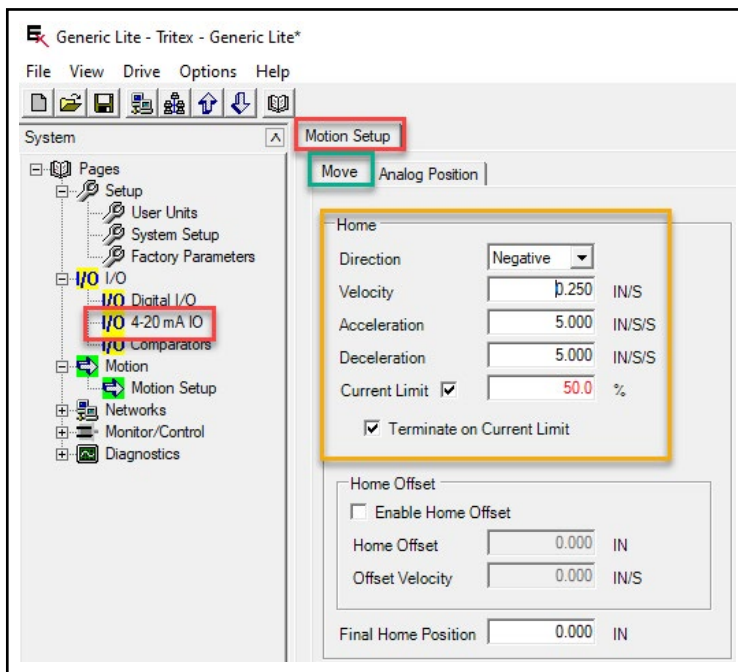 Generic Lite - Tritex - Generic Lite*
File View Drive Options Help
System
Pages
Setup
User Units
System Setup
Factory Parameters
I/O I/O
I/O Digital I/O
I/O 4-20 mA IO
I/O Comparators
Motion
Motion Setup
Networks
Monitor/Control
Diagnostics
Motion Setup
Move Analog Position
Home
Direction Negative
Velocity 0.250 IN/S
Acceleration 5.000 IN/S/S
Deceleration 5.000 IN/S/S
Current Limit 50.0 %
Terminate on Current Limit
Home Offset
Enable Home Offset
Home Offset 0.000 IN
Offset Velocity 0.000 IN/S
Final Home Position 0.000 IN